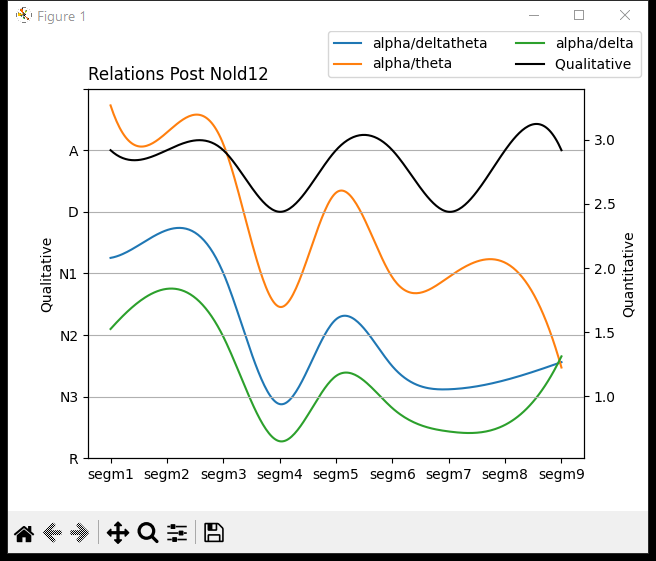 Figure 1
alpha/deltatheta
alpha/delta
alpha/theta
Qualitative
Relations Post Nold12
A
D
N1
N2
N3
R
Qualitative
3.0
2.5
2.0
1.5
1.0
Quantitative
segm1 segm2 segm3 segm4 segm5 segm6 segm7 segm8 segm9